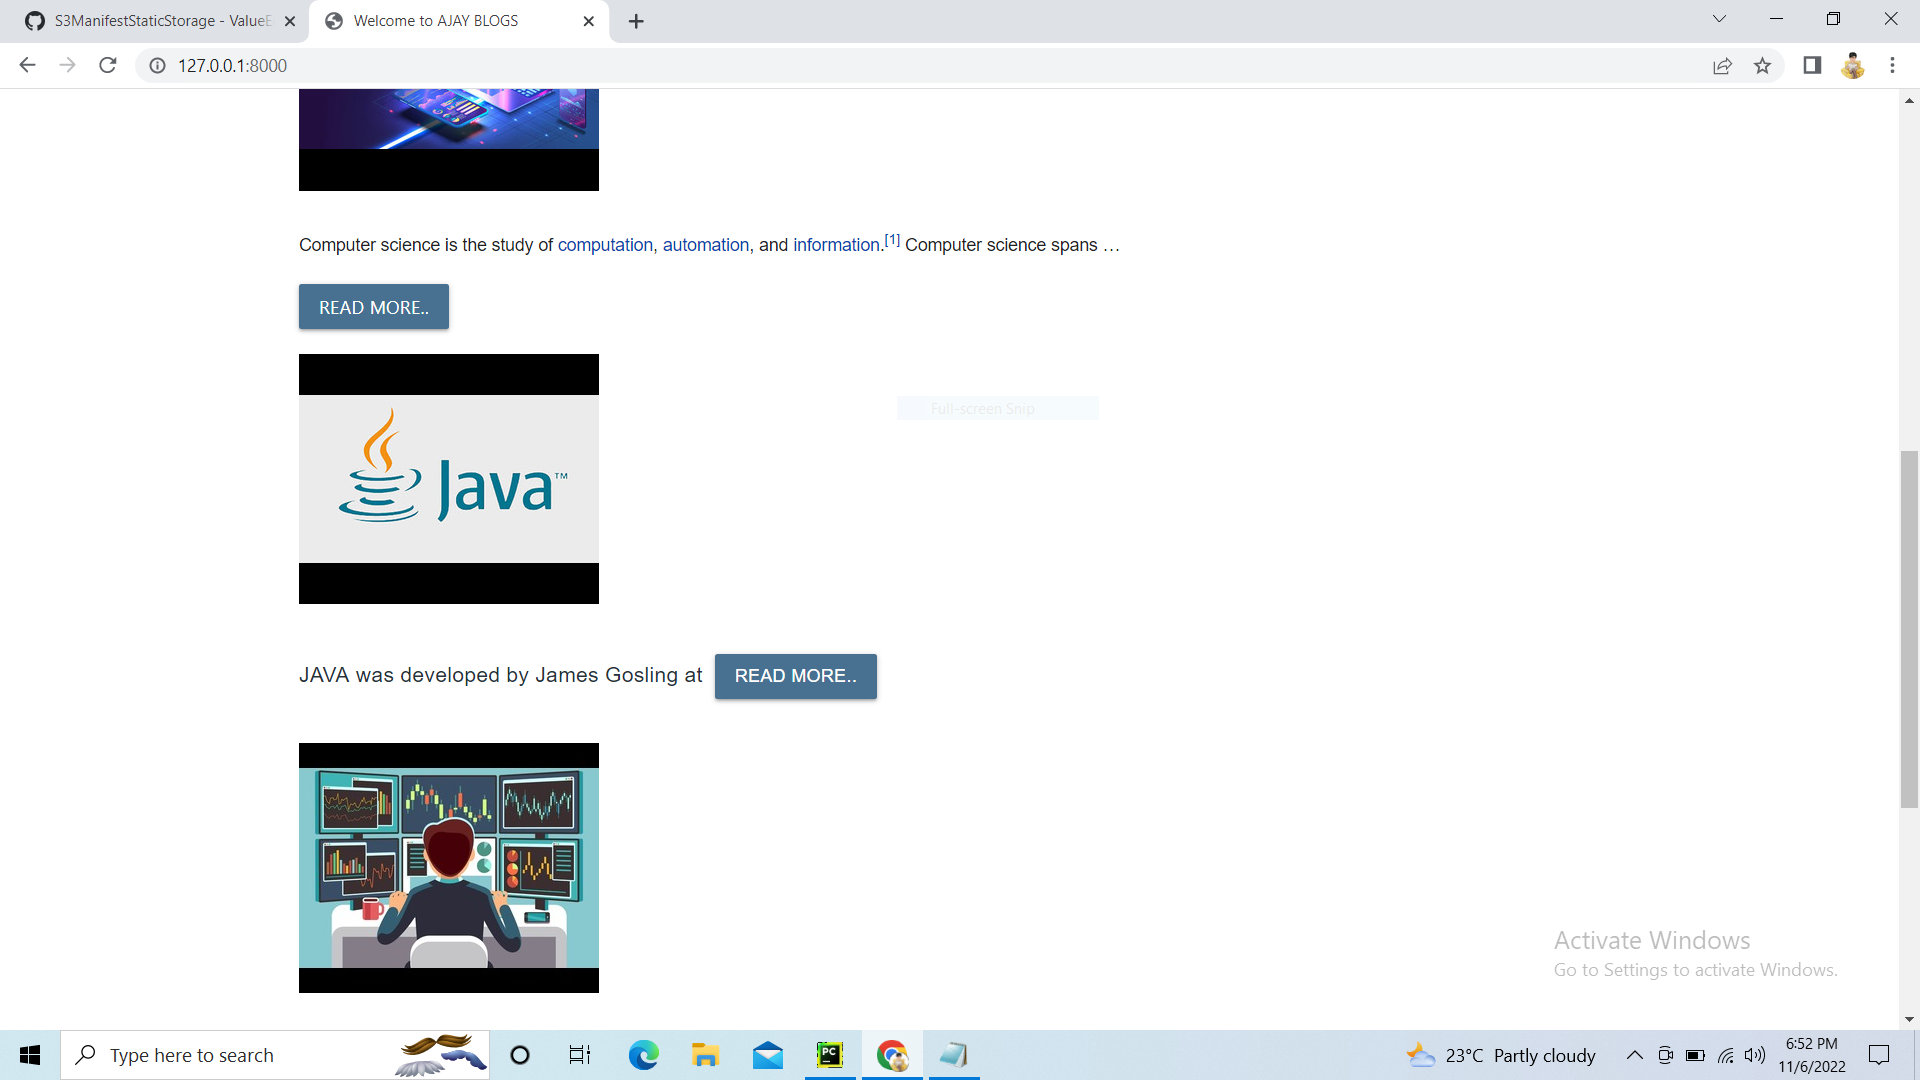 S3ManifestStaticStorage - ValueE
Welcome to AJAY BLOGS
127.0.0.1:8000
Computer science is the study of computation, automation, and information.[1] Computer science spans …
READ MORE..
Full-screen Snip
Java™
JAVA was developed by James Gosling at
READ MORE..
Activate Windows
Go to Settings to activate Windows.
Type here to search
PC
23°C Partly cloudy
6:52 PM
11/6/2022